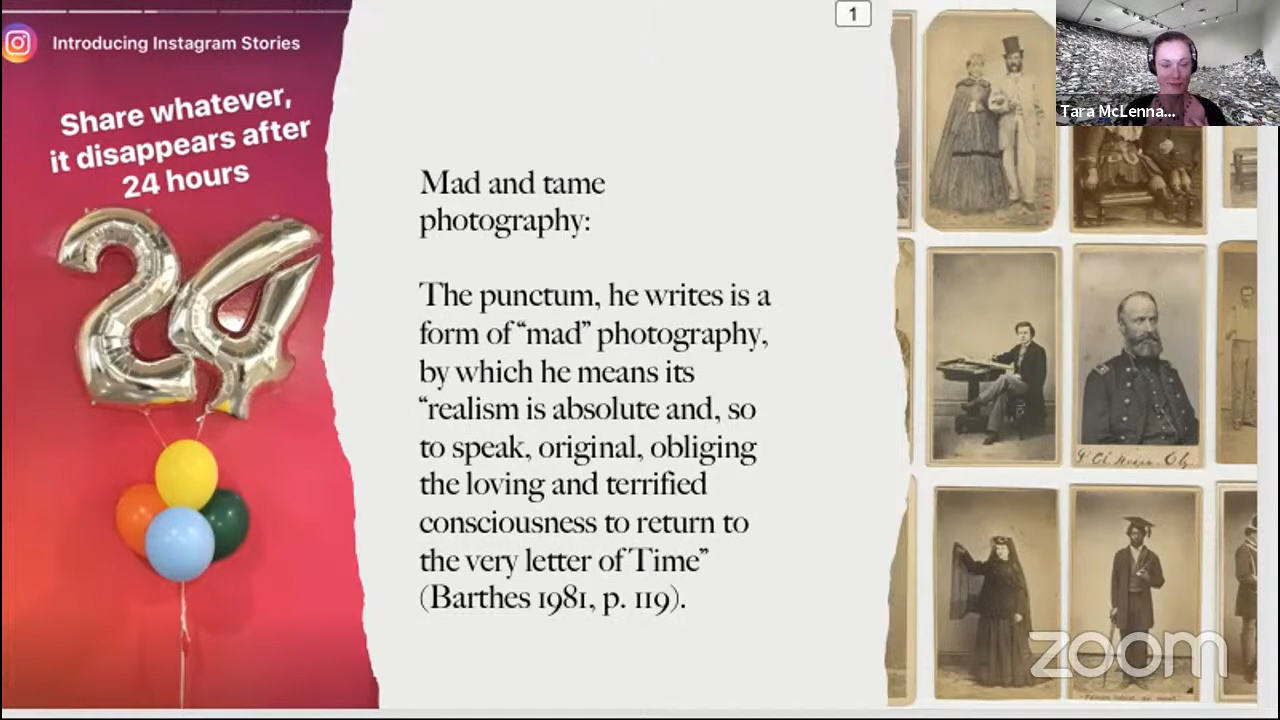 Introducing Instagram Stories
Share whatever,
it disappears after
24 hours
24
Mad and tame
photography:
The punctum, he writes is a
form of “mad” photography,
by which he means its
“realism is absolute and, so
to speak, original, obliging
the loving and terrified
consciousness to return to
the very letter of Time”
(Barthes 1981, p. 119).
1
Tara McLenna...
zoom